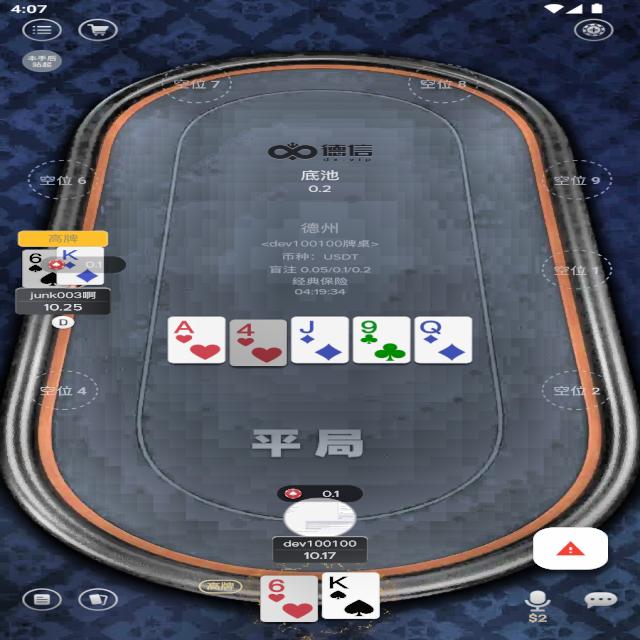 4:07
本手后
站起
空位 7
空位 8
德信
dx.vip
底池
0.2
空位 6
空位 9
德州
<dev100100牌桌>
币种：USDT
盲注 0.05/0.1/0.2
经典保险
04:19:34
高牌
6
K
0.1
junk003啊
10.25
D
空位 1
A
4
J
9
Q
空位 4
空位 2
平局
0.1
dev100100
10.17
高牌
6
K
$2